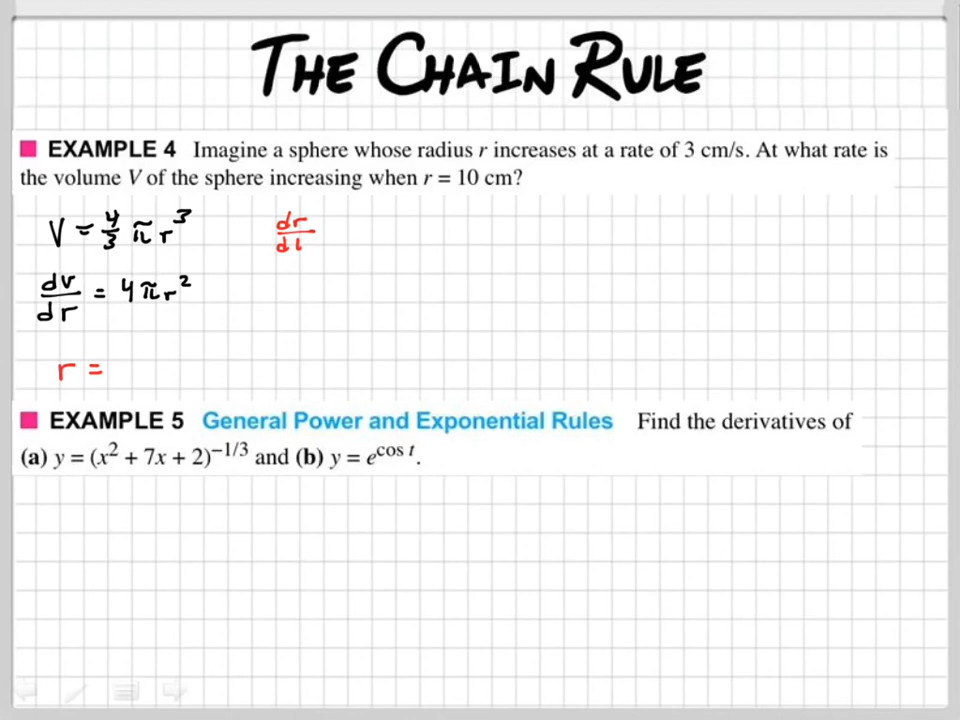 THE CHAIN RULE
EXAMPLE 4 Imagine a sphere whose radius r increases at a rate of 3 cm/s. At what rate is
the volume V of the sphere increasing when r = 10 cm?
V = 4/3 πr³ dr/dt
dv/dr = 4πr²
r =
EXAMPLE 5 General Power and Exponential Rules Find the derivatives of
(a) y = (x² + 7x + 2)⁻¹/³ and (b) y = e^cos t.